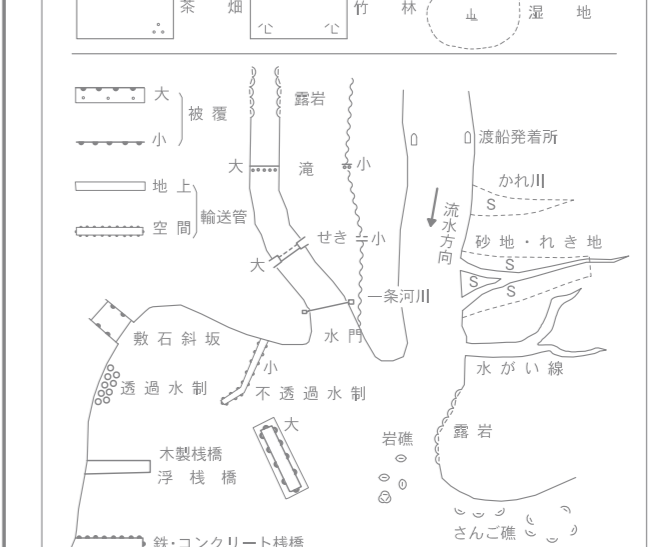 茶畑
竹林
湿地
大
被覆
小
地上
輸送管
空間
露岩
大
滝
小
せき
小
大
一条河川
水門
流水方向
渡船発着所
かれ川
S
砂地・れき地
S
S
S
水がい線
敷石斜坂
透過水制
小
不透過水制
大
木製桟橋
浮桟橋
岩礁
露岩
さんご礁
鉄・コンクリート桟橋